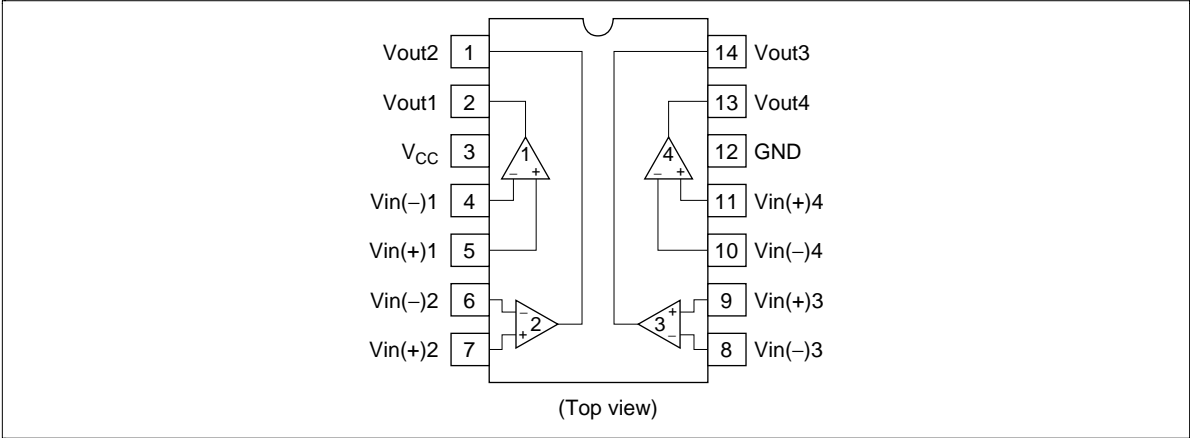 Vout2 1 14 Vout3
Vout1 2 13 Vout4
VCC 3 1 4 12 GND
− + − +
Vin(−)1 4 11 Vin(+)4
Vin(+)1 5 10 Vin(−)4
Vin(−)2 6 9 Vin(+)3
− +
2 3
+ −
Vin(+)2 7 8 Vin(−)3
(Top view)